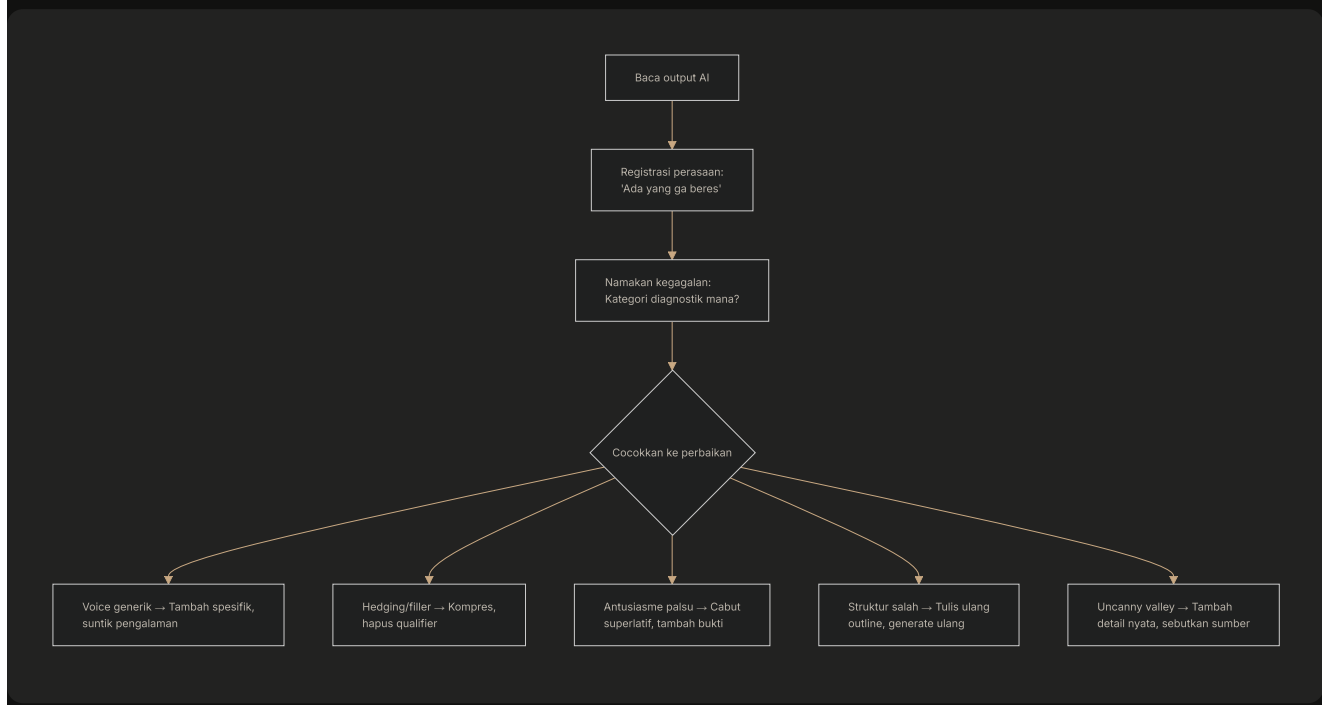 Baca output AI
Registrasi perasaan:
'Ada yang ga beres'
Namakan kegagalan:
Kategori diagnostik mana?
Cocokkan ke perbaikan
Voice generik → Tambah spesifik,
suntik pengalaman
Hedging/filler → Kompres,
hapus qualifier
Antusiasme palsu → Cabut
superlatif, tambah bukti
Struktur salah → Tulis ulang
outline, generate ulang
Uncanny valley → Tambah
detail nyata, sebutkan sumber